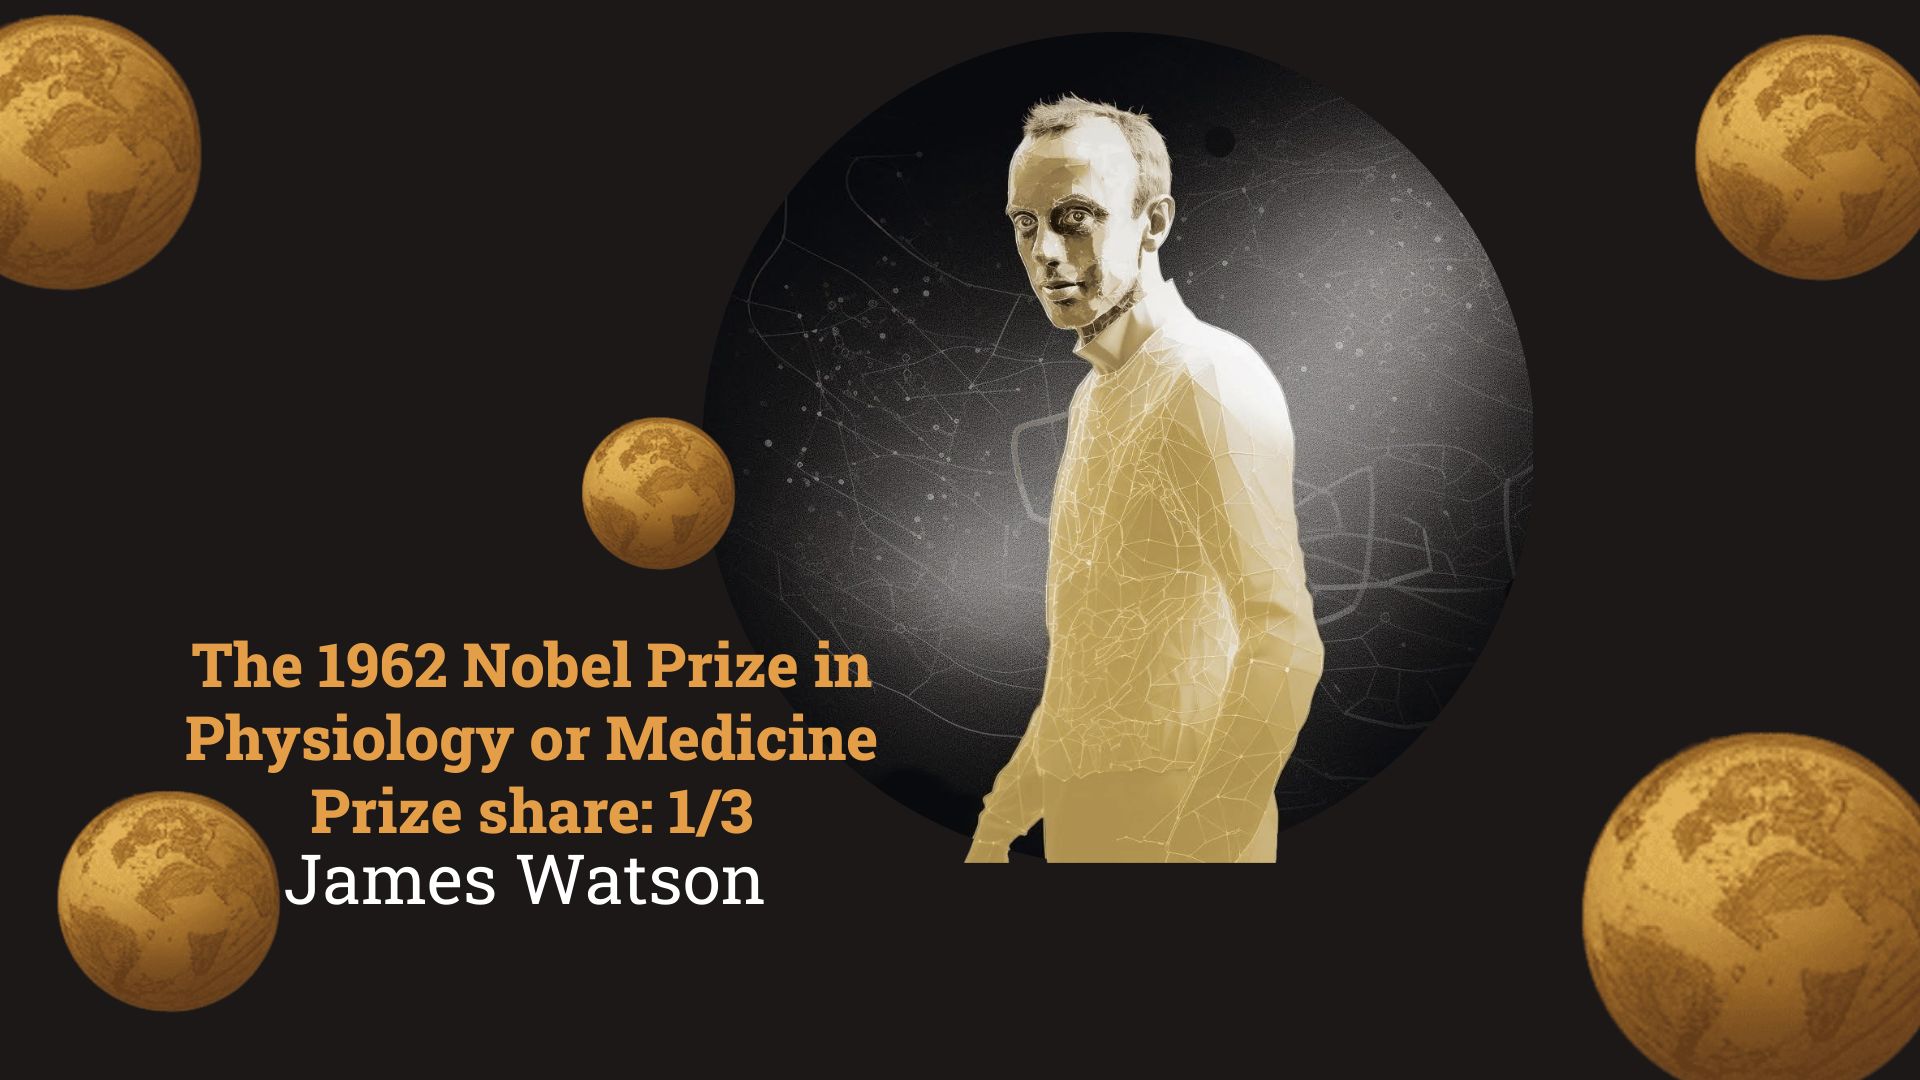 The 1962 Nobel Prize in
Physiology or Medicine
Prize share: 1/3
James Watson